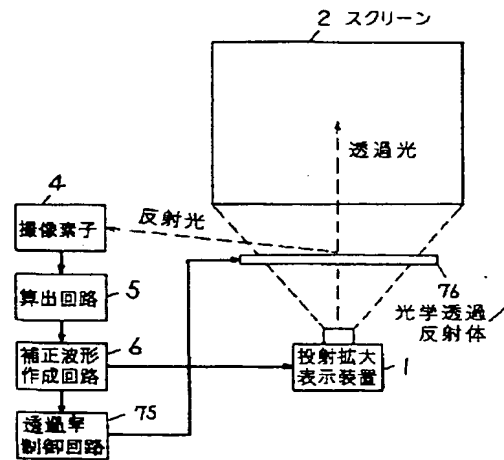 2 スクリーン
透過光
4
撮像素子
反射光
算出回路
5
76
光学透過/
反射体
補正波形
作成回路
6
投射拡大
表示装置
1
透過率
制御回路
75